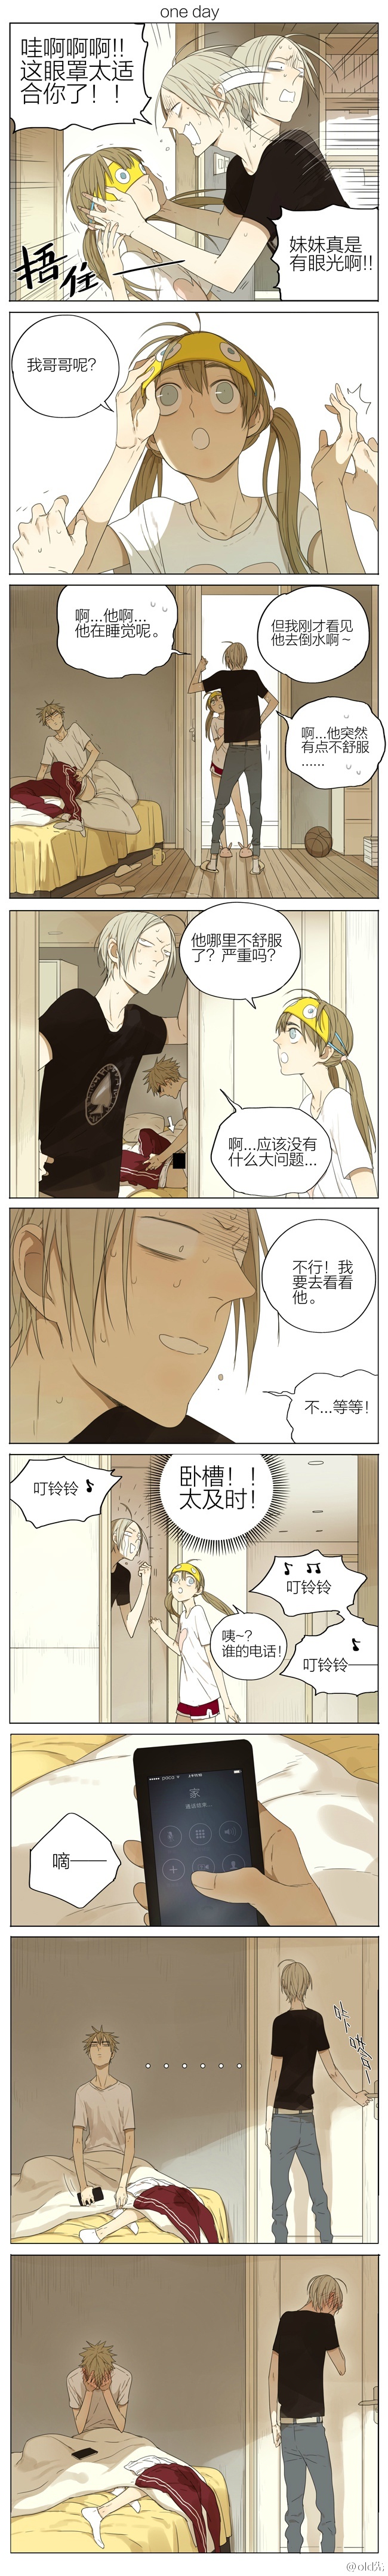 one day
哇啊啊啊!!
这眼罩太适
合你了！！
捂住——
妹妹真是
有眼光啊!!
我哥哥呢？
啊...他啊...
他在睡觉呢。
但我刚才看见
他去倒水啊～
啊...他突然
有点不舒服
......
他哪里不舒服
了？严重吗？
啊...应该没有
什么大问题...
不行！我
要去看看
他。
不...等等！
叮铃铃♪
卧槽！！
太及时！
♪ ♫
叮铃铃
咦~？
谁的电话！
♪
叮铃铃——
家
通话结束
嘀——
......
@old先